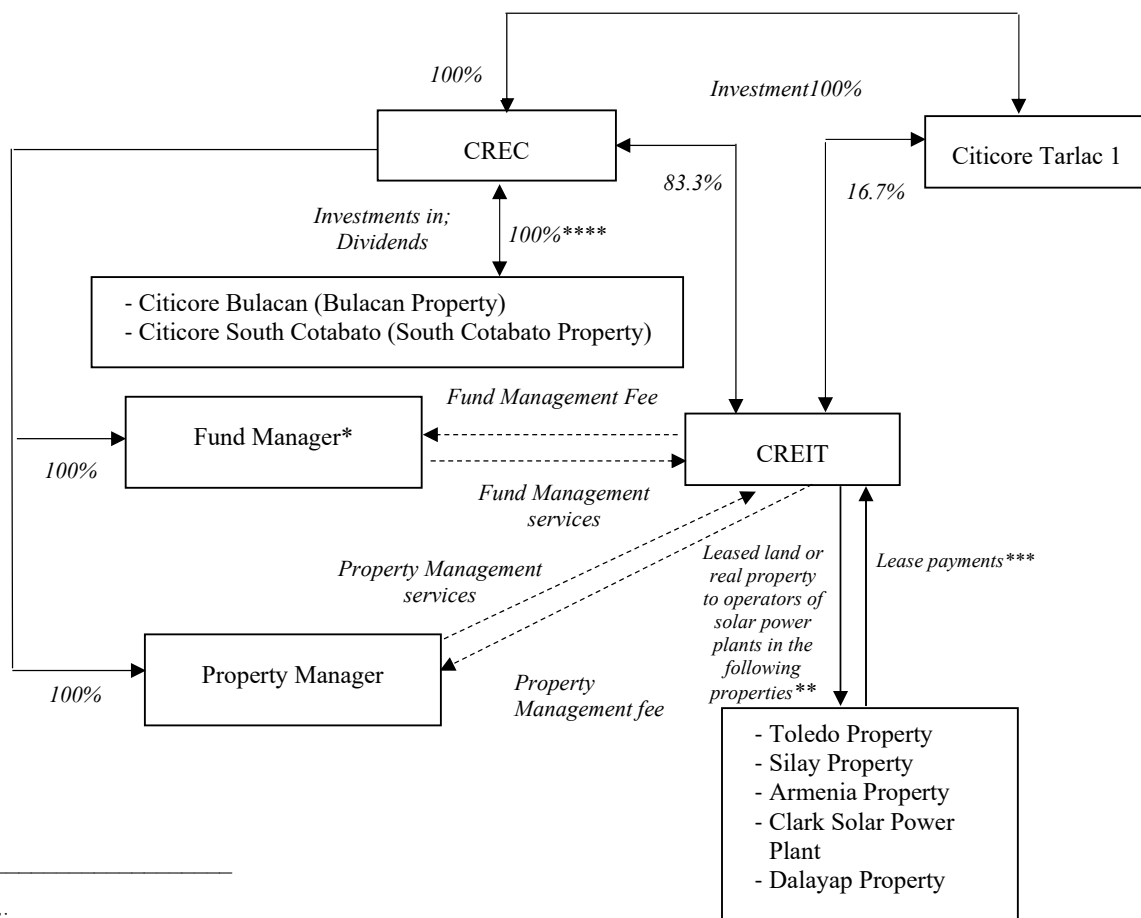 100%
Investment100%
CREC
Citicore Tarlac 1
83.3%
16.7%
Investments in;
Dividends
100%****
- Citicore Bulacan (Bulacan Property)
- Citicore South Cotabato (South Cotabato Property)
Fund Management Fee
Fund Manager*
CREIT
100%
Fund Management
services
Property Management
services
Leased land or
real property
to operators of
solar power
plants in the
following
properties**
Lease payments***
Property Manager
100%
Property
Management fee
- Toledo Property
- Silay Property
- Armenia Property
- Clark Solar Power
Plant
- Dalayap Property